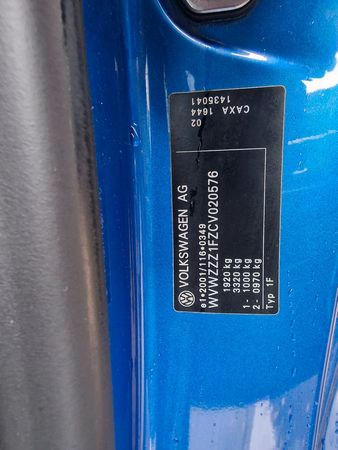 VOLKSWAGEN AG
e1*2001/116*0349
WVWZZZ1FZCV020576
1920 kg
3320 kg
1- 1000 kg
2- 0970 kg
Typ 1F
02
CAXA 1644
1435041